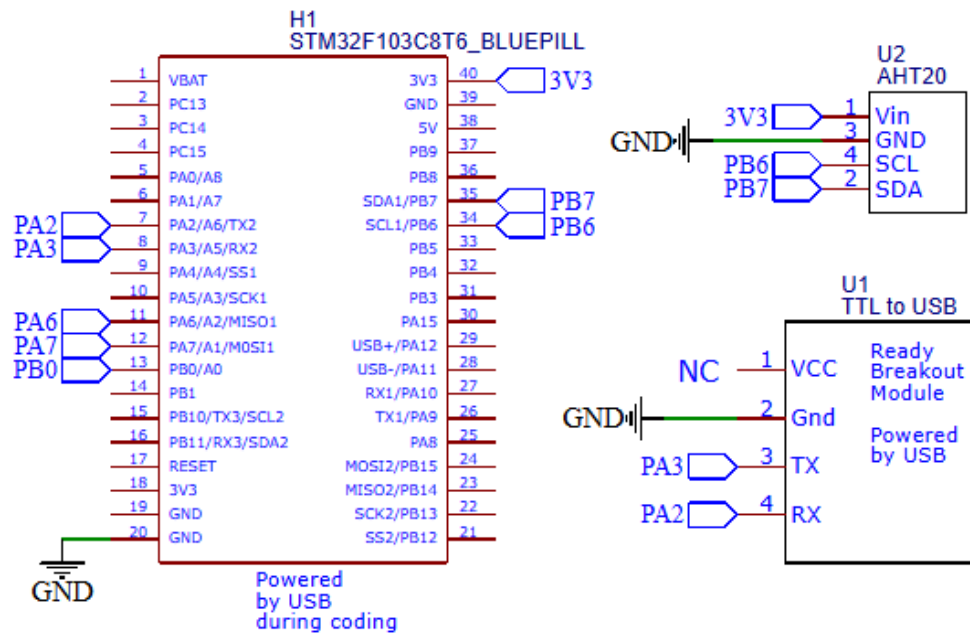 H1
STM32F103C8T6_BLUEPILL
1 VBAT
2 PC13
3 PC14
4 PC15
5 PA0/A8
6 PA1/A7
PA2 7 PA2/A6/TX2
PA3 8 PA3/A5/RX2
9 PA4/A4/SS1
10 PA5/A3/SCK1
PA6 11 PA6/A2/MISO1
PA7 12 PA7/A1/M0SI1
PB0 13 PB0/A0
14 PB1
15 PB10/TX3/SCL2
16 PB11/RX3/SDA2
17 RESET
18 3V3
19 GND
20 GND
GND
3V3 40 3V3
GND 39
5V 38
PB9 37
PB8 36
SDA1/PB7 35 PB7
SCL1/PB6 34 PB6
PB5 33
PB4 32
PB3 31
PA15 30
USB+/PA12 29
USB-/PA11 28
RX1/PA10 27
TX1/PA9 26
PA8 25
MOSI2/PB15 24
MISO2/PB14 23
SCK2/PB13 22
SS2/PB12 21
Powered
by USB
during coding
U2
AHT20
3V3 1 Vin
GND 3 GND
PB6 4 SCL
PB7 2 SDA
U1
TTL to USB
NC 1 VCC
GND 2 Gnd
PA3 3 TX
PA2 4 RX
Ready
Breakout
Module
Powered
by USB